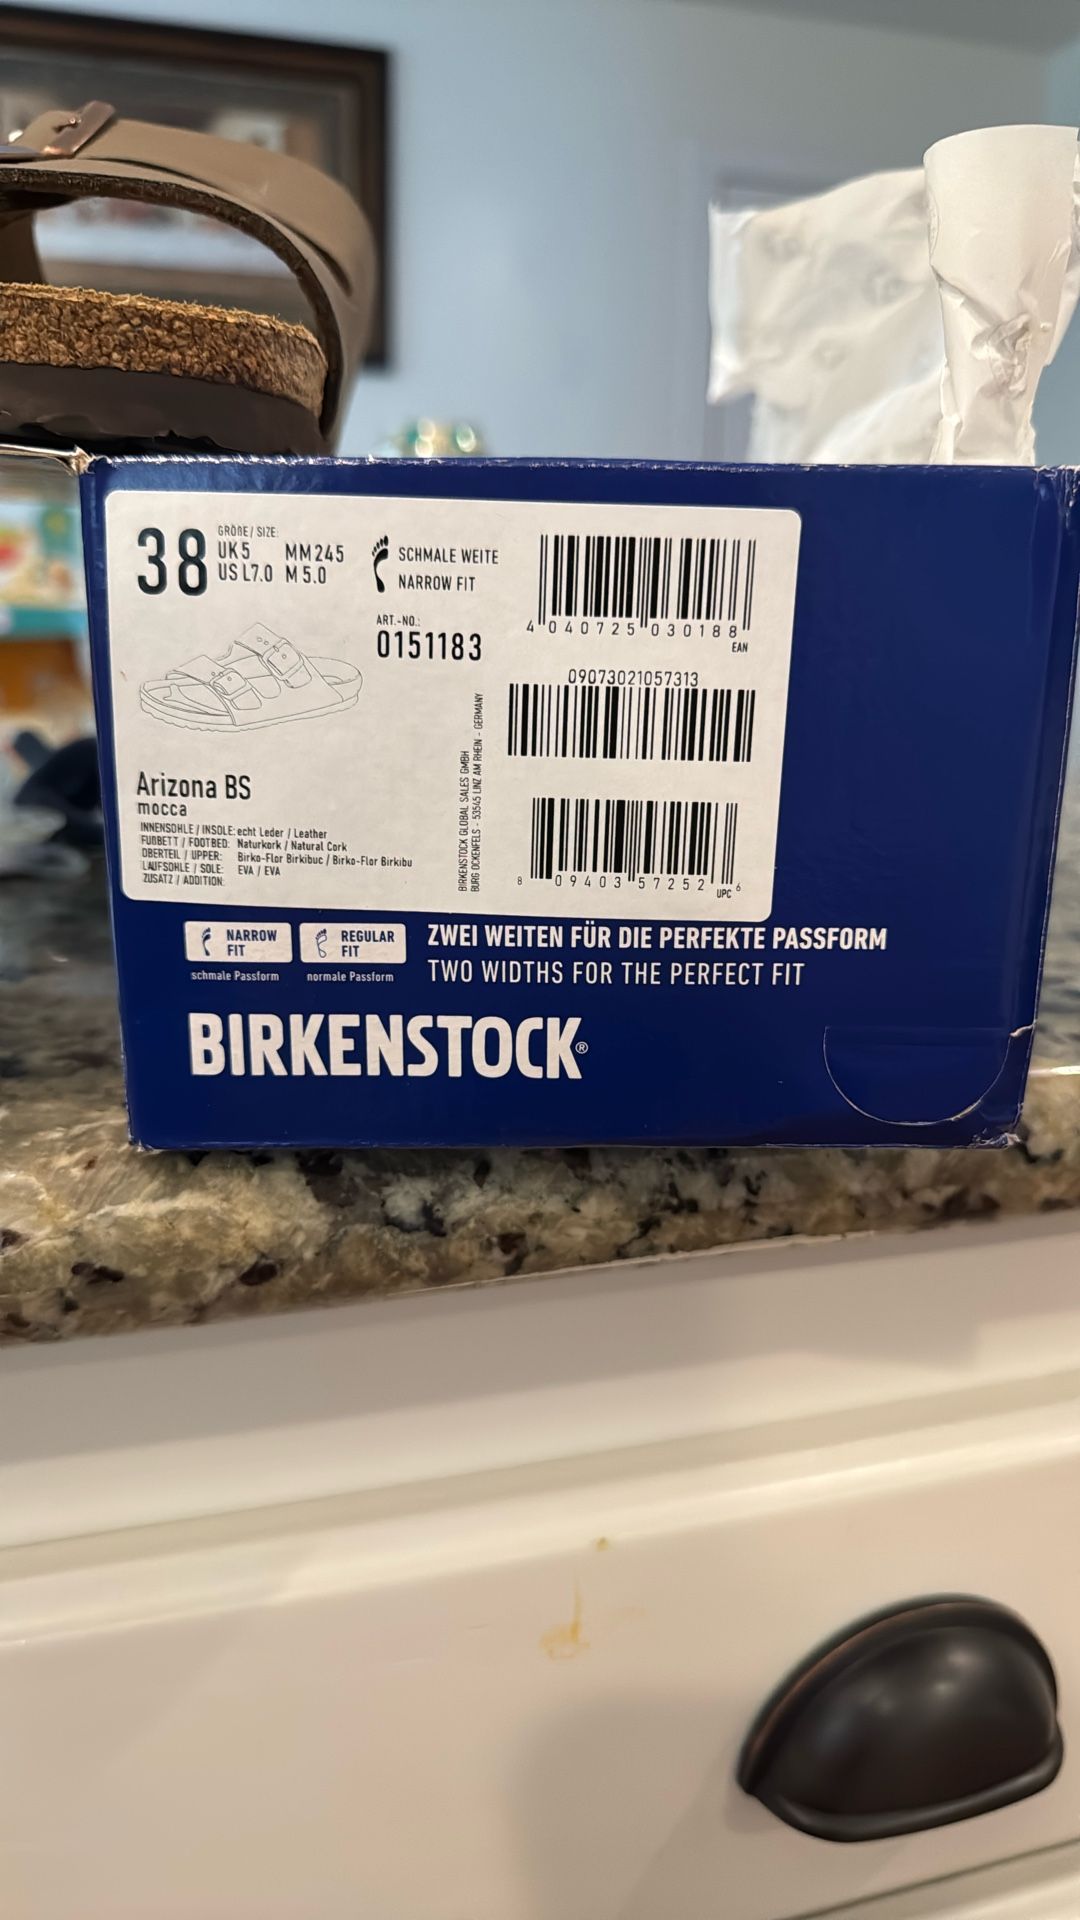 38
GRÖßE / SIZE:
UK 5 MM 245
US L7.0 M 5.0
SCHMALE WEITE
NARROW FIT
ART.-NO.:
0151183
4 040725 030188
EAN
09073021057313
8 09403 57252 6
UPC
BIRKENSTOCK GLOBAL SALES GMBH
BURG OCKENFELS - 53545 LINZ AM RHEIN - GERMANY
Arizona BS
mocca
INNENSOHLE / INSOLE: echt Leder / Leather
FUßBETT / FOOTBED: Naturkork / Natural Cork
OBERTEIL / UPPER: Birko-Flor Birkibuc / Birko-Flor Birkibu
LAUFSOHLE / SOLE: EVA / EVA
ZUSATZ / ADDITION:
NARROW FIT
schmale Passform
REGULAR FIT
normale Passform
ZWEI WEITEN FÜR DIE PERFEKTE PASSFORM
TWO WIDTHS FOR THE PERFECT FIT
BIRKENSTOCK®